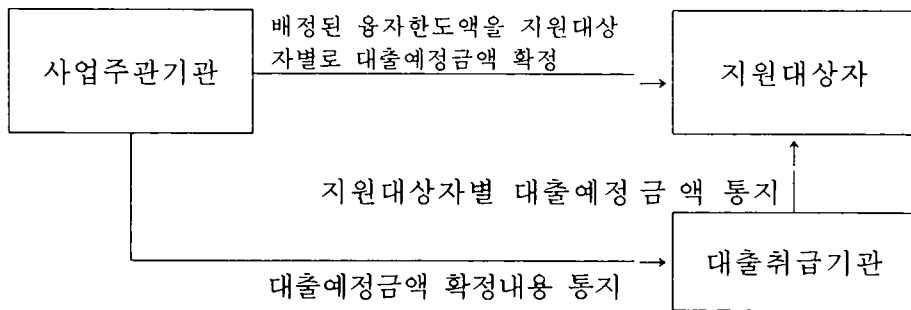 배정된 융자한도액을 지원대상
자별로 대출예정금액 확정
사업주관기관
지원대상자
지원대상자별 대출예정금액 통지
대출취급기관
대출예정금액 확정내용 통지